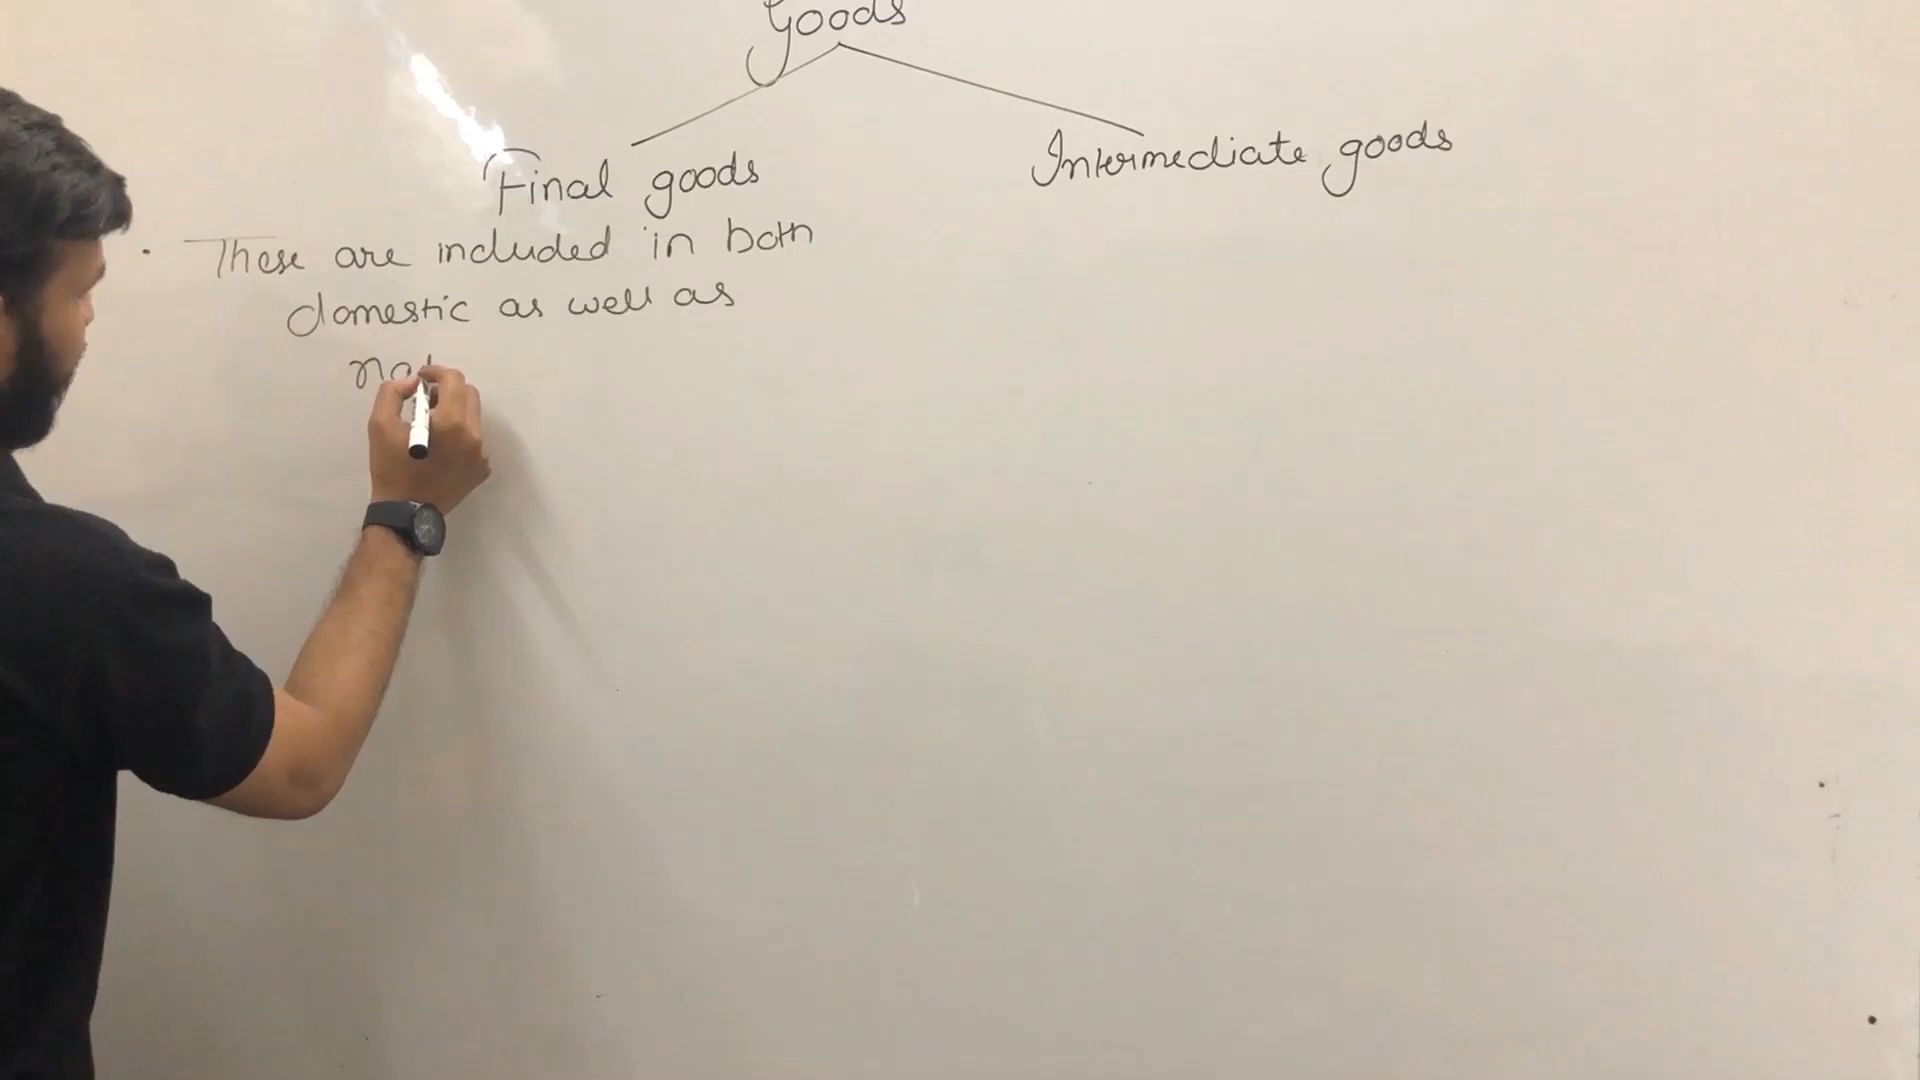 Goods
Final goods
Intermediate goods
. These are included in both
domestic as well as